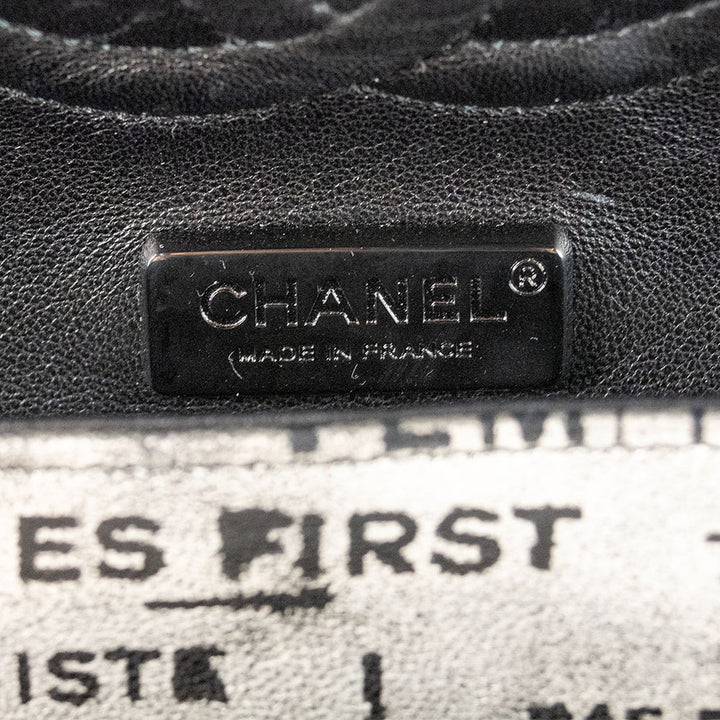 CHANEL®
MADE IN FRANCE
ES FIRST
ISTE